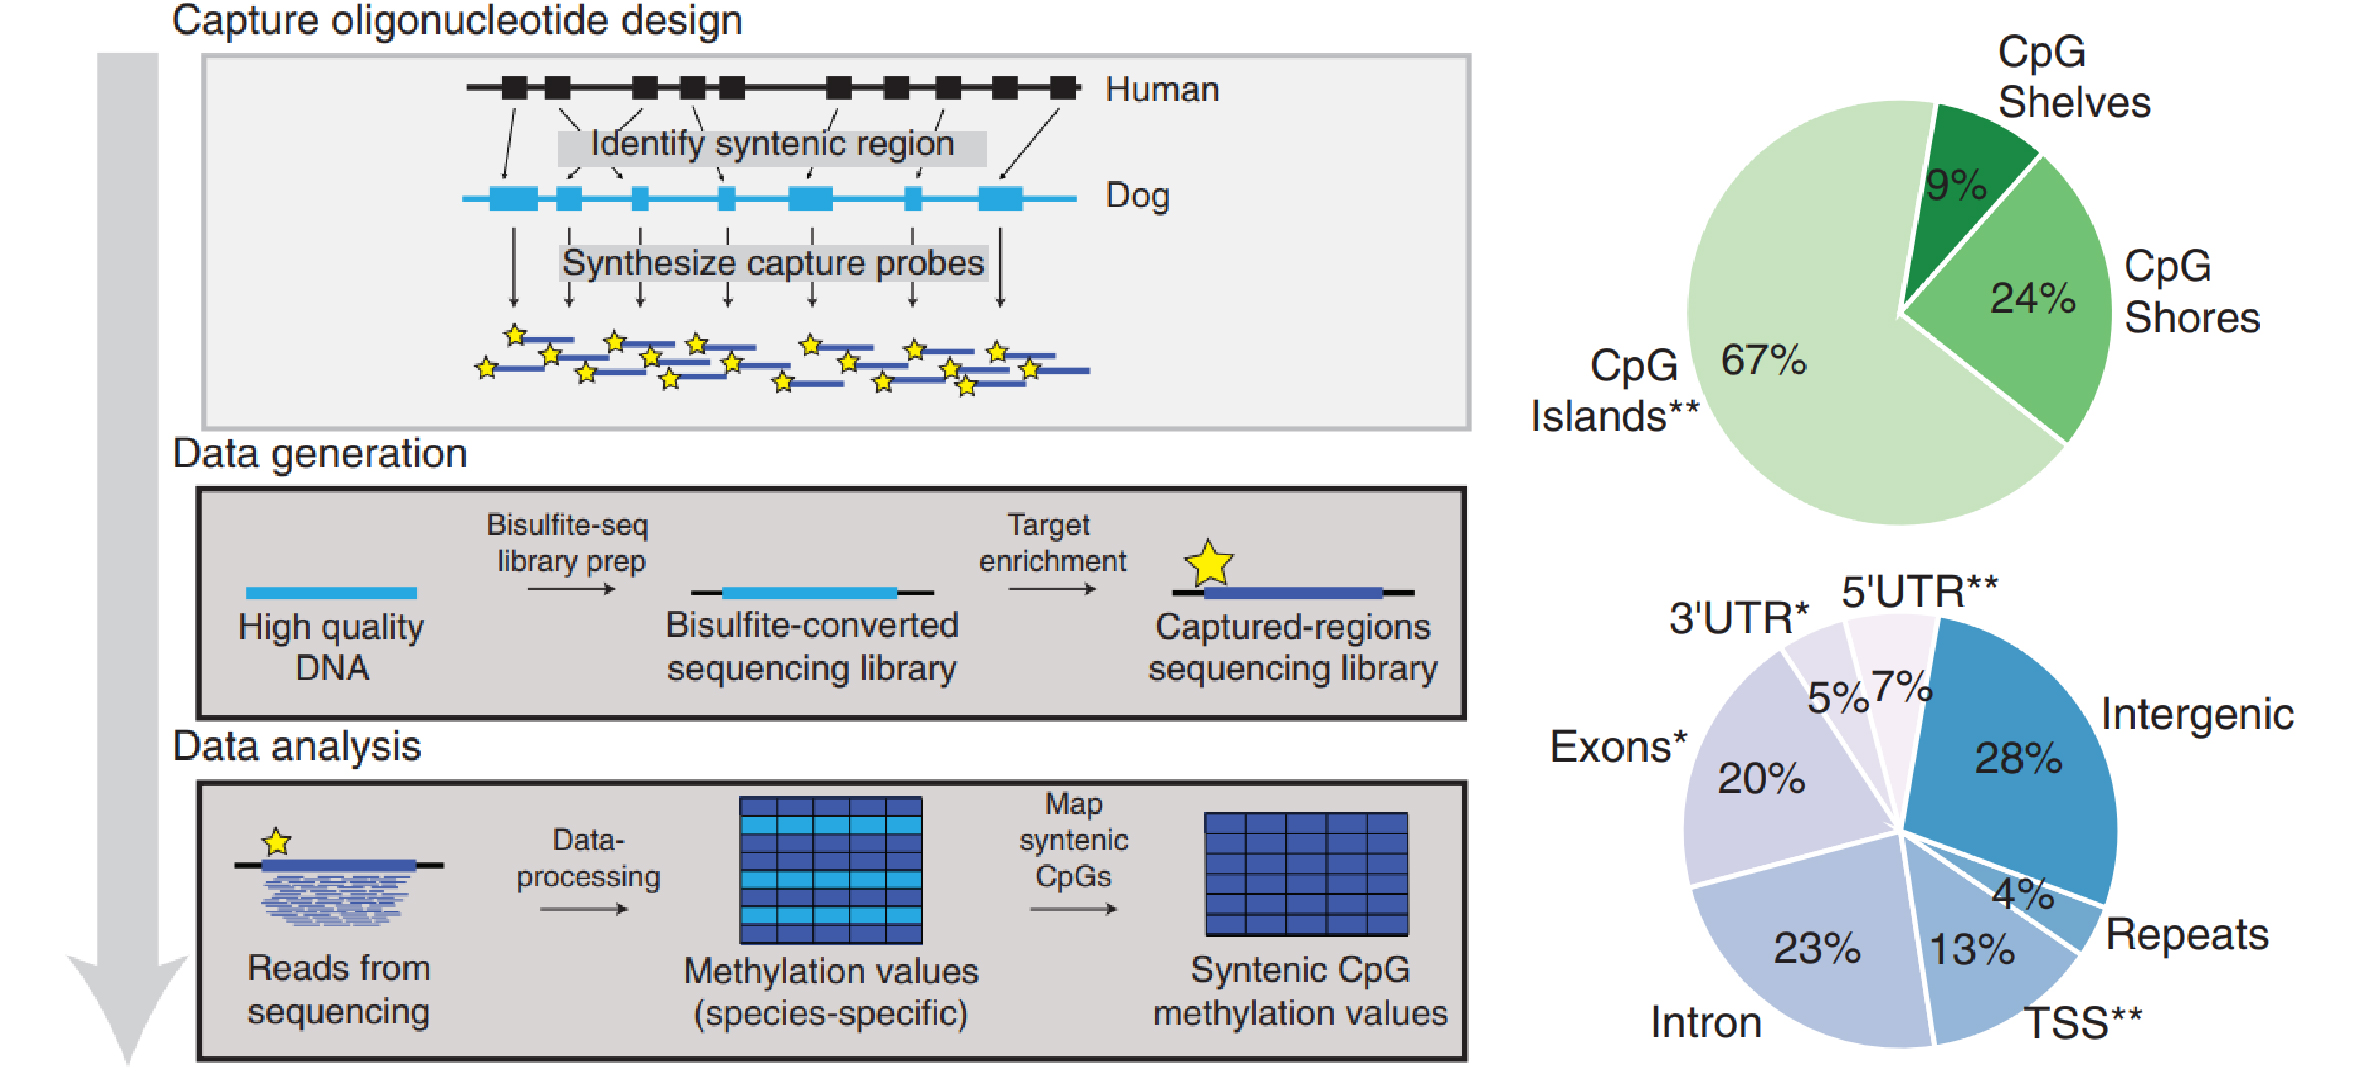 Capture oligonucleotide design
Human
Identify syntenic region
Dog
Synthesize capture probes
Data generation
Bisulfite-seq
library prep
Target
enrichment
High quality
DNA
Bisulfite-converted
sequencing library
Captured-regions
sequencing library
Data analysis
Data-
processing
Map
syntenic
CpGs
Reads from
sequencing
Methylation values
(species-specific)
Syntenic CpG
methylation values
CpG
Shelves
9%
CpG
Shores
24%
CpG
Islands**
67%
5'UTR**
7%
3'UTR*
5%
Intergenic
28%
Exons*
20%
4%
Repeats
23%
13%
Intron
TSS**